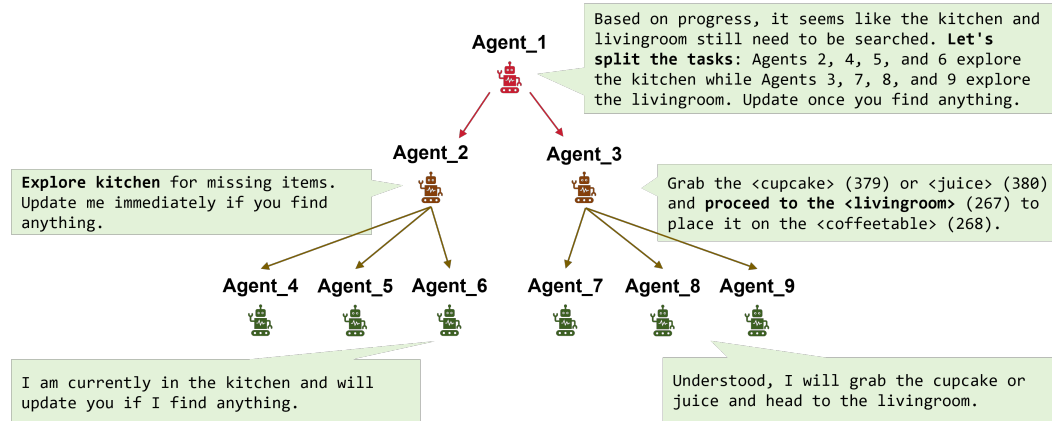 Agent_1
Based on progress, it seems like the kitchen and
livingroom still need to be searched. Let's
split the tasks: Agents 2, 4, 5, and 6 explore
the kitchen while Agents 3, 7, 8, and 9 explore
the livingroom. Update once you find anything.
Agent_2
Agent_3
Explore kitchen for missing items.
Update me immediately if you find
anything.
Grab the <cupcake> (379) or <juice> (380)
and proceed to the <livingroom> (267) to
place it on the <coffeetable> (268).
Agent_4
Agent_5
Agent_6
Agent_7
Agent_8
Agent_9
I am currently in the kitchen and will
update you if I find anything.
Understood, I will grab the cupcake or
juice and head to the livingroom.